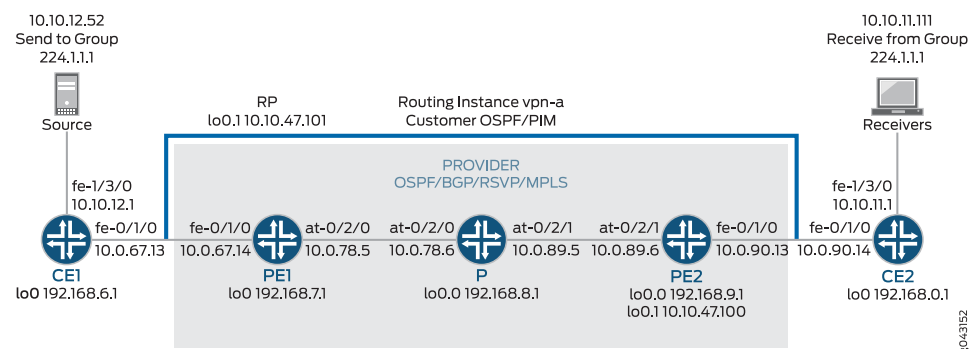 10.10.12.52
Send to Group
224.1.1.1
Source
10.10.11.111
Receive from Group
224.1.1.1
Receivers
RP
lo0.1 10.10.47.101
Routing Instance vpn-a
Customer OSPF/PIM
PROVIDER
OSPF/BGP/RSVP/MPLS
fe-1/3/0
10.10.12.1
fe-1/3/0
10.10.11.1
fe-0/1/0
10.0.67.13
fe-0/1/0
10.0.67.14
at-0/2/0
10.0.78.5
at-0/2/0
10.0.78.6
at-0/2/1
10.0.89.5
at-0/2/1
10.0.89.6
fe-0/1/0
10.0.90.13
fe-0/1/0
10.0.90.14
CE1
lo0 192.168.6.1
PE1
lo0 192.168.7.1
P
lo0.0 192.168.8.1
PE2
lo0.0 192.168.9.1
lo0.1 10.10.47.100
CE2
lo0 192.168.0.1